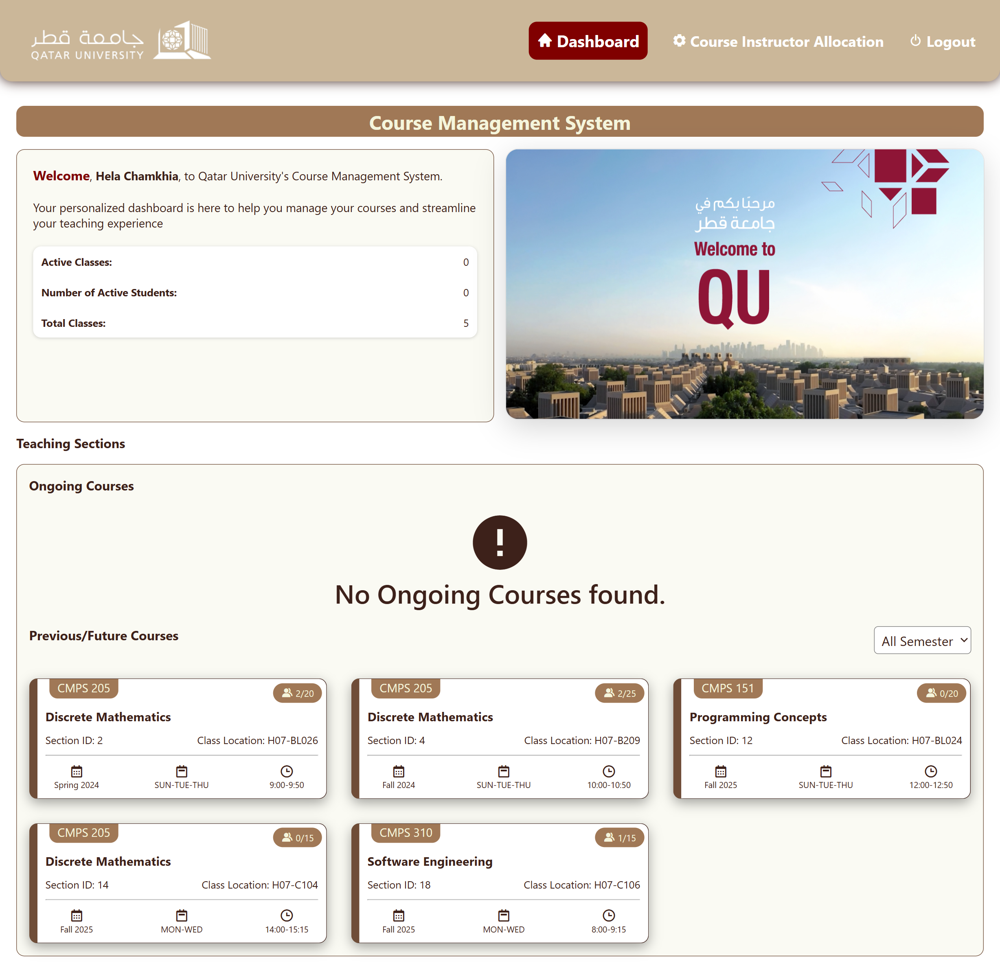 جامعة قطر
QATAR UNIVERSITY
Dashboard
Course Instructor Allocation
Logout
Course Management System
Welcome, Hela Chamkhia, to Qatar University's Course Management System.
Your personalized dashboard is here to help you manage your courses and streamline
your teaching experience
Active Classes: 0
Number of Active Students: 0
Total Classes: 5
مرحبًا بكم في
جامعة قطر
Welcome to
QU
Teaching Sections
Ongoing Courses
!
No Ongoing Courses found.
Previous/Future Courses
All Semester
CMPS 205
2/20
Discrete Mathematics
Section ID: 2 Class Location: H07-BL026
Spring 2024 SUN-TUE-THU 9:00-9:50
CMPS 205
2/25
Discrete Mathematics
Section ID: 4 Class Location: H07-B209
Fall 2024 SUN-TUE-THU 10:00-10:50
CMPS 151
0/20
Programming Concepts
Section ID: 12 Class Location: H07-BL024
Fall 2025 SUN-TUE-THU 12:00-12:50
CMPS 205
0/15
Discrete Mathematics
Section ID: 14 Class Location: H07-C104
Fall 2025 MON-WED 14:00-15:15
CMPS 310
1/15
Software Engineering
Section ID: 18 Class Location: H07-C106
Fall 2025 MON-WED 8:00-9:15